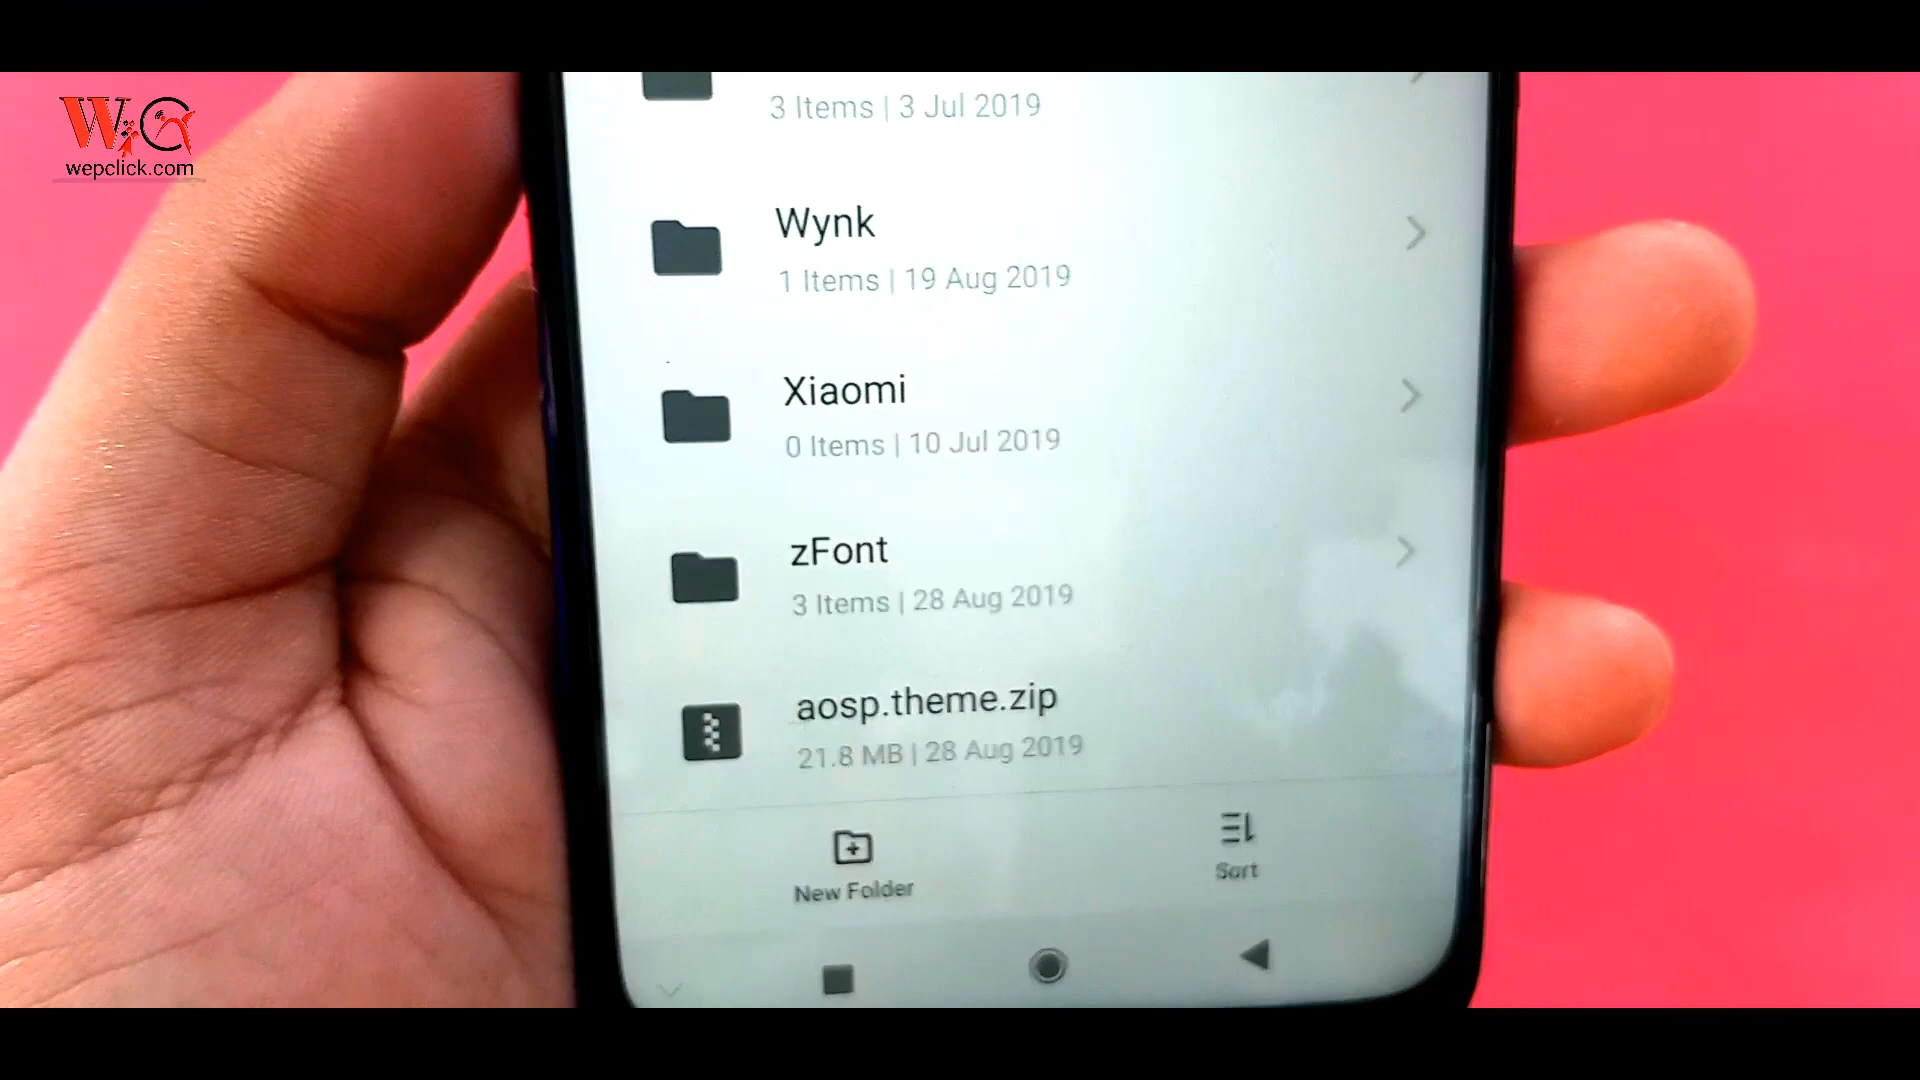 WC
wepclick.com
3 Items | 3 Jul 2019
Wynk
1 Items | 19 Aug 2019
Xiaomi
0 Items | 10 Jul 2019
zFont
3 Items | 28 Aug 2019
aosp.theme.zip
21.8 MB | 28 Aug 2019
New Folder
Sort